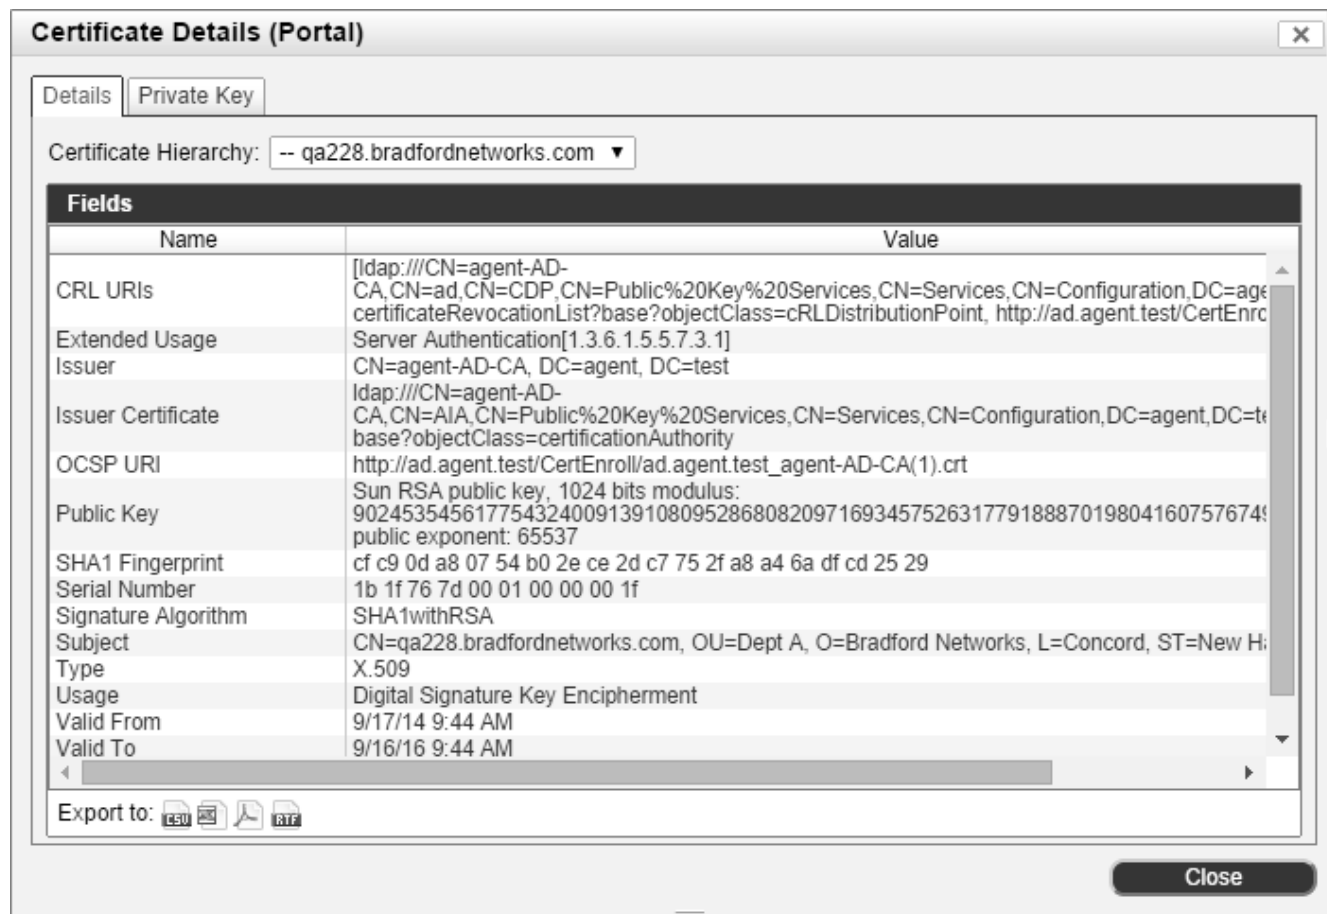 Certificate Details (Portal)
Details Private Key
Certificate Hierarchy: -- qa228.bradfordnetworks.com
Fields
Name Value
CRL URIs [ldap:///CN=agent-AD-
CA,CN=ad,CN=CDP,CN=Public%20Key%20Services,CN=Services,CN=Configuration,DC=age
certificateRevocationList?base?objectClass=cRLDistributionPoint, http://ad.agent.test/CertEnro
Extended Usage Server Authentication[1.3.6.1.5.5.7.3.1]
Issuer CN=agent-AD-CA, DC=agent, DC=test
Issuer Certificate ldap:///CN=agent-AD-
CA,CN=AIA,CN=Public%20Key%20Services,CN=Services,CN=Configuration,DC=agent,DC=te
base?objectClass=certificationAuthority
OCSP URI http://ad.agent.test/CertEnroll/ad.agent.test_agent-AD-CA(1).crt
Public Key Sun RSA public key, 1024 bits modulus:
9024535456177543240091391080952868082097169345752631779188870198041607576749
public exponent: 65537
SHA1 Fingerprint cf c9 0d a8 07 54 b0 2e ce 2d c7 75 2f a8 a4 6a df cd 25 29
Serial Number 1b 1f 76 7d 00 01 00 00 00 1f
Signature Algorithm SHA1withRSA
Subject CN=qa228.bradfordnetworks.com, OU=Dept A, O=Bradford Networks, L=Concord, ST=New Ha
Type X.509
Usage Digital Signature Key Encipherment
Valid From 9/17/14 9:44 AM
Valid To 9/16/16 9:44 AM
Export to: CSV RTF
Close